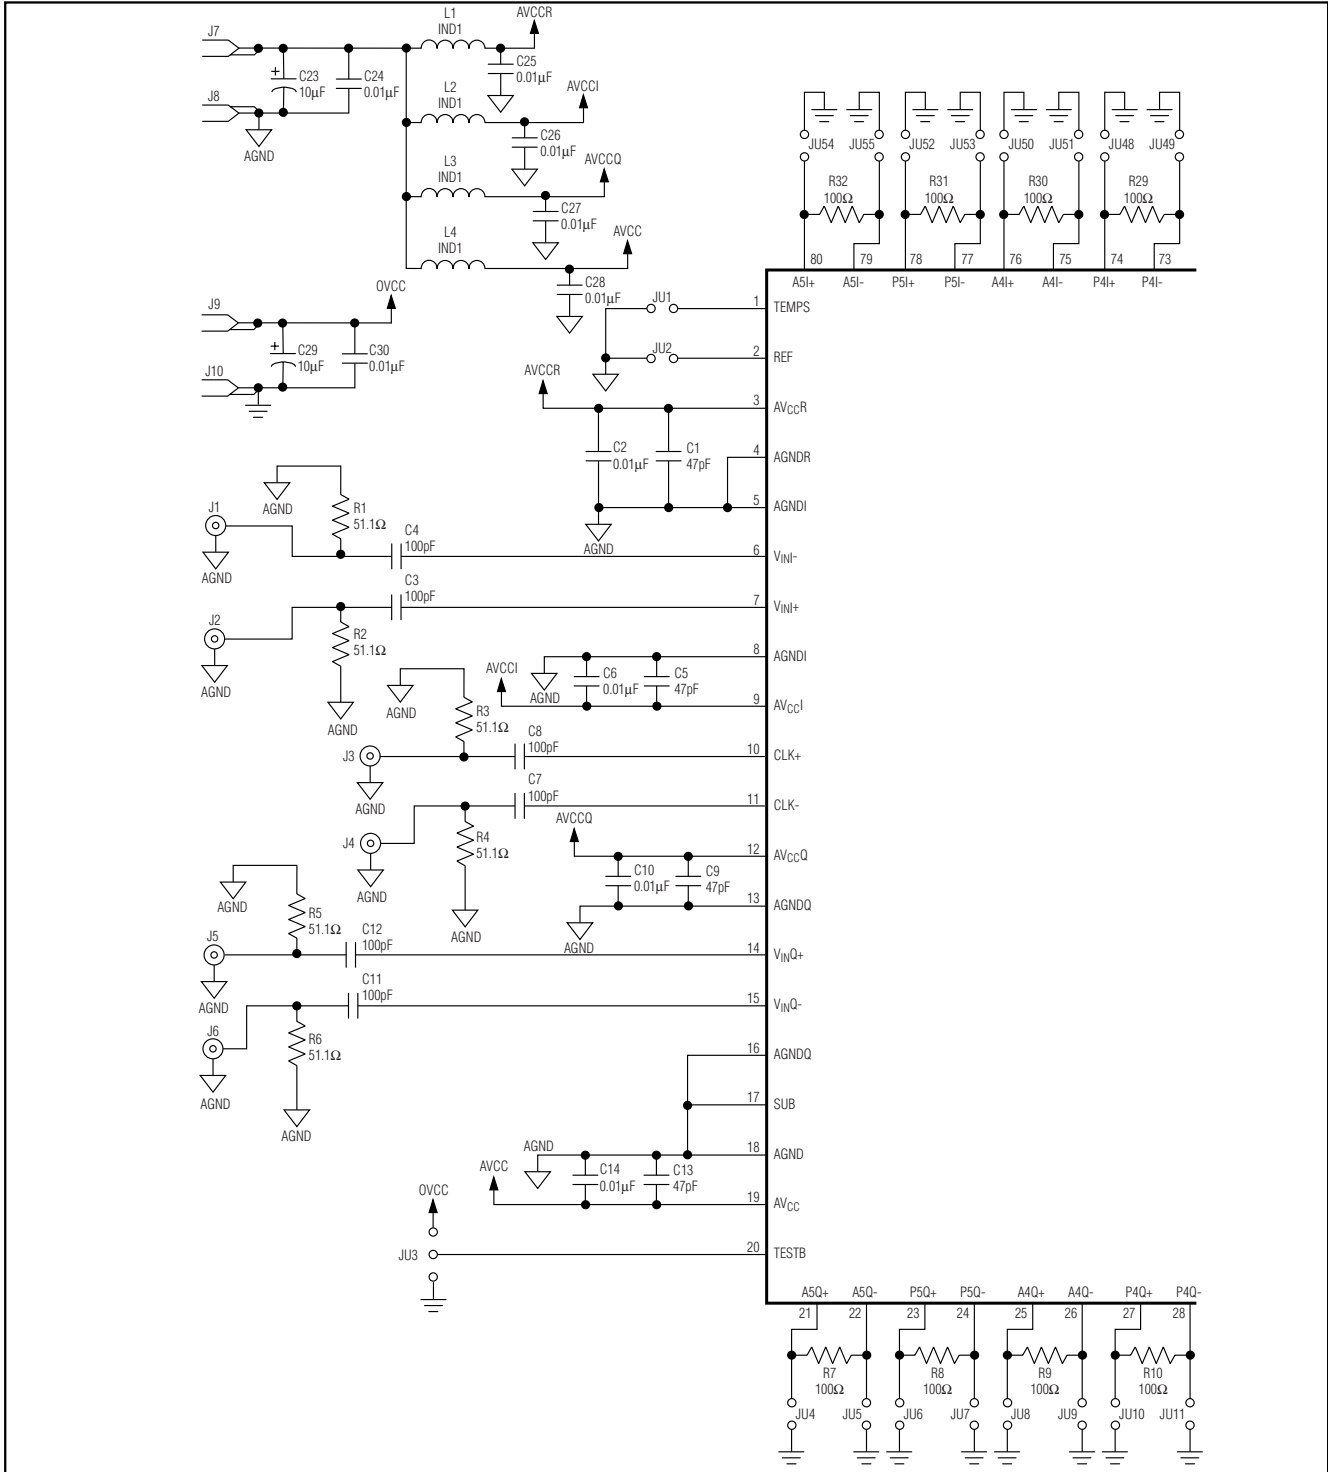 J7
C23
10µF
C24
0.01µF
J8
AGND
L1
IND1
AVCCR
C25
0.01µF
L2
IND1
AVCCI
C26
0.01µF
L3
IND1
AVCCQ
C27
0.01µF
L4
IND1
AVCC
C28
0.01µF
J9
OVCC
C29
10µF
C30
0.01µF
J10
JU54
JU55
JU52
JU53
JU50
JU51
JU48
JU49
R32
100Ω
R31
100Ω
R30
100Ω
R29
100Ω
80
79
78
77
76
75
74
73
A5I+
A5I-
P5I+
P5I-
A4I+
A4I-
P4I+
P4I-
JU1
1
TEMPS
JU2
2
REF
AVCCR
3
AVCCR
C2
0.01µF
C1
47pF
4
AGNDR
5
AGNDI
AGND
AGND
R1
51.1Ω
J1
AGND
C4
100pF
6
VINI-
C3
100pF
7
VINI+
J2
AGND
R2
51.1Ω
AGND
8
AGNDI
AVCCI
AGND
C6
0.01µF
C5
47pF
9
AVCCI
AGND
R3
51.1Ω
J3
AGND
C8
100pF
10
CLK+
C7
100pF
11
CLK-
J4
AGND
R4
51.1Ω
AGND
AVCCQ
12
AVCCQ
C10
0.01µF
C9
47pF
13
AGNDQ
AGND
AGND
R5
51.1Ω
J5
AGND
C12
100pF
14
VINQ+
C11
100pF
15
VINQ-
J6
AGND
R6
51.1Ω
AGND
16
AGNDQ
17
SUB
AGND
18
AGND
AVCC
C14
0.01µF
C13
47pF
19
AVCC
OVCC
JU3
20
TESTB
A5Q+
A5Q-
P5Q+
P5Q-
A4Q+
A4Q-
P4Q+
P4Q-
21
22
23
24
25
26
27
28
R7
100Ω
R8
100Ω
R9
100Ω
R10
100Ω
JU4
JU5
JU6
JU7
JU8
JU9
JU10
JU11